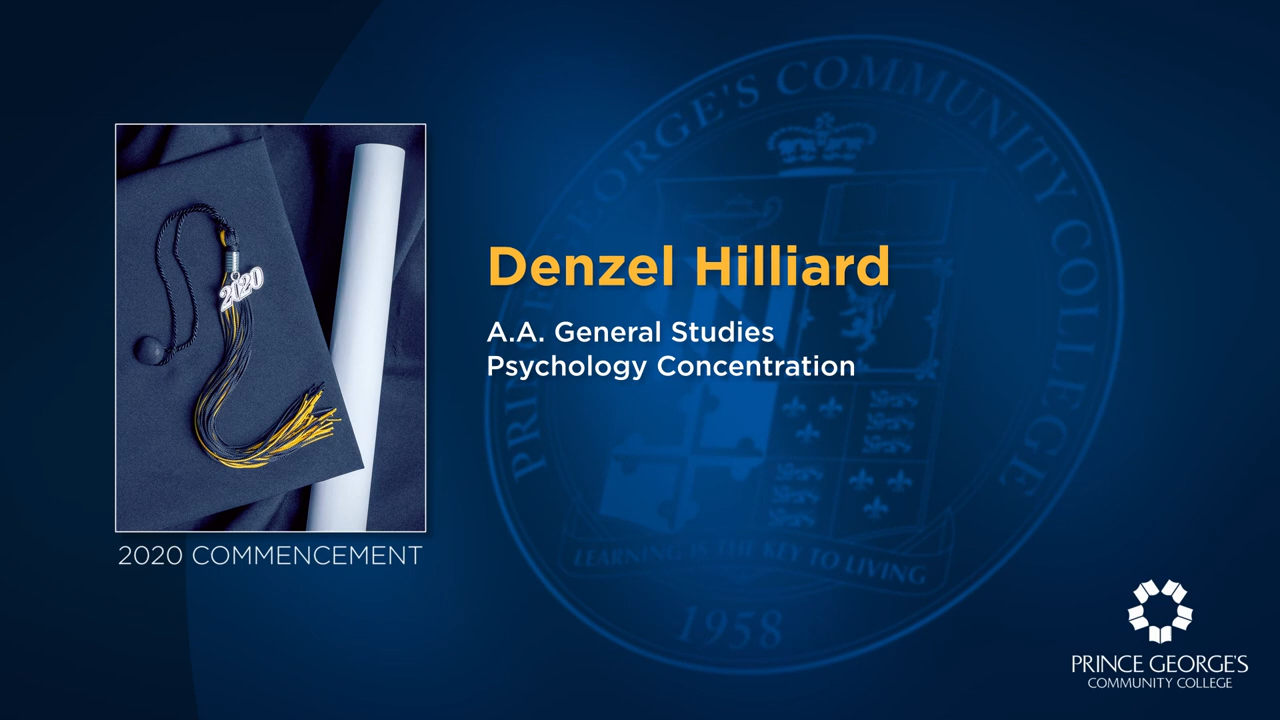 PRINCE GEORGE'S COMMUNITY COLLEGE
2020
Denzel Hilliard
A.A. General Studies
Psychology Concentration
2020 COMMENCEMENT
LEARNING IS THE KEY TO LIVING
1958
PRINCE GEORGE'S
COMMUNITY COLLEGE